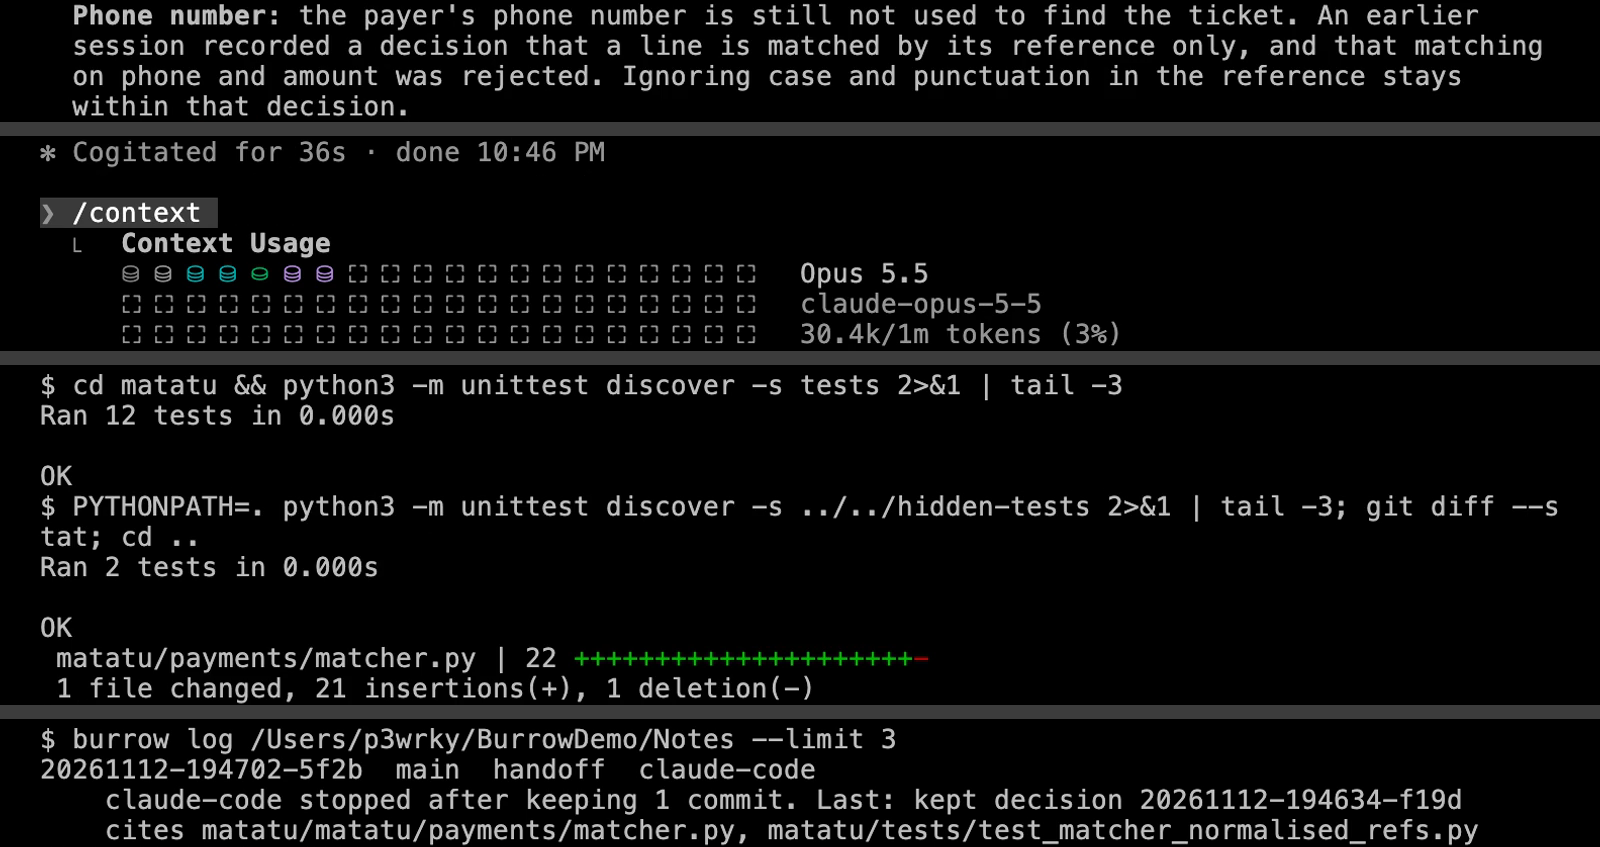 Phone number: the payer's phone number is still not used to find the ticket. An earlier
session recorded a decision that a line is matched by its reference only, and that matching
on phone and amount was rejected. Ignoring case and punctuation in the reference stays
within that decision.
✻ Cogitated for 36s · done 10:46 PM
❯ /context
└ Context Usage
⛁ ⛁ ⛁ ⛁ ⛀ ⛁ ⛁ ⛶ ⛶ ⛶ ⛶ ⛶ ⛶ ⛶ ⛶ ⛶ ⛶ ⛶ ⛶ ⛶ Opus 5.5
⛶ ⛶ ⛶ ⛶ ⛶ ⛶ ⛶ ⛶ ⛶ ⛶ ⛶ ⛶ ⛶ ⛶ ⛶ ⛶ ⛶ ⛶ ⛶ ⛶ claude-opus-5-5
⛶ ⛶ ⛶ ⛶ ⛶ ⛶ ⛶ ⛶ ⛶ ⛶ ⛶ ⛶ ⛶ ⛶ ⛶ ⛶ ⛶ ⛶ ⛶ ⛶ 30.4k/1m tokens (3%)
$ cd matatu && python3 -m unittest discover -s tests 2>&1 | tail -3
Ran 12 tests in 0.000s
OK
$ PYTHONPATH=. python3 -m unittest discover -s ../../hidden-tests 2>&1 | tail -3; git diff --s
tat; cd ..
Ran 2 tests in 0.000s
OK
matatu/payments/matcher.py | 22 +++++++++++++++++++++-
1 file changed, 21 insertions(+), 1 deletion(-)
$ burrow log /Users/p3wrky/BurrowDemo/Notes --limit 3
20261112-194702-5f2b main handoff claude-code
claude-code stopped after keeping 1 commit. Last: kept decision 20261112-194634-f19d
cites matatu/matatu/payments/matcher.py, matatu/tests/test_matcher_normalised_refs.py